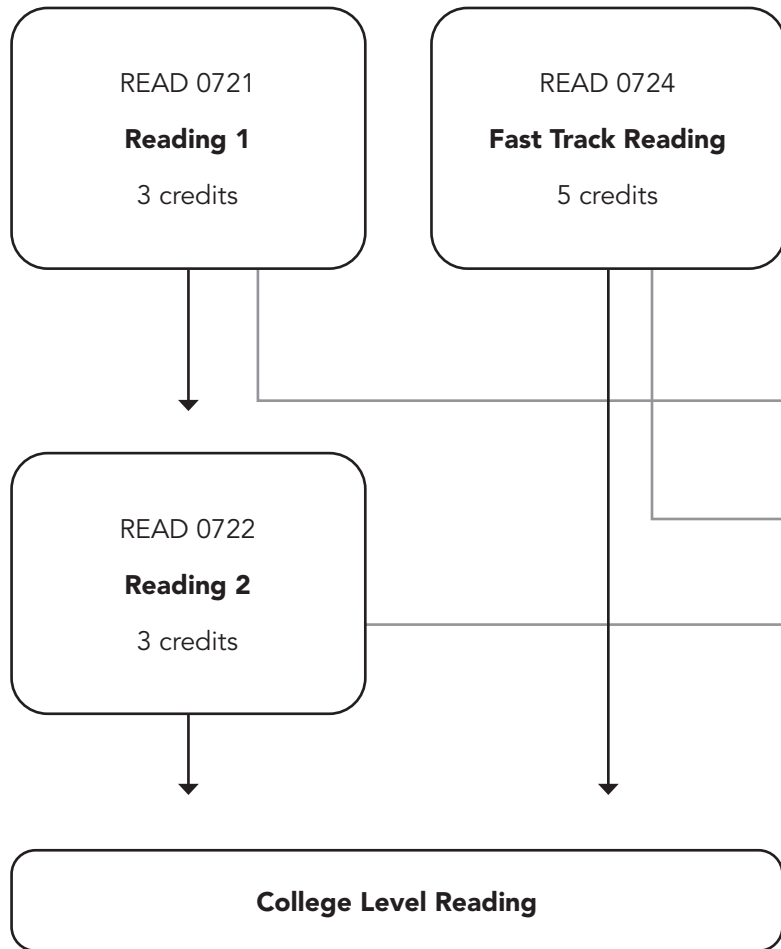 READ 0721
Reading 1
3 credits
READ 0724
Fast Track Reading
5 credits
READ 0722
Reading 2
3 credits
College Level Reading